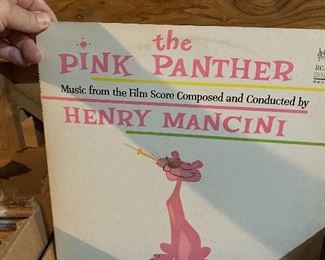 the
PINK PANTHER
Music from the Film Score Composed and Conducted by
HENRY MANCINI